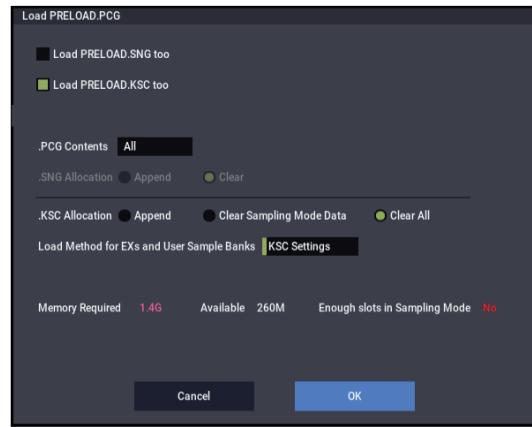 Load PRELOAD.PCG
Load PRELOAD.SNG too
Load PRELOAD.KSC too
.PCG Contents All
.SNG Allocation Append Clear
.KSC Allocation Append Clear Sampling Mode Data Clear All
Load Method for EXs and User Sample Banks KSC Settings
Memory Required 1.4G Available 260M Enough slots in Sampling Mode No
Cancel OK